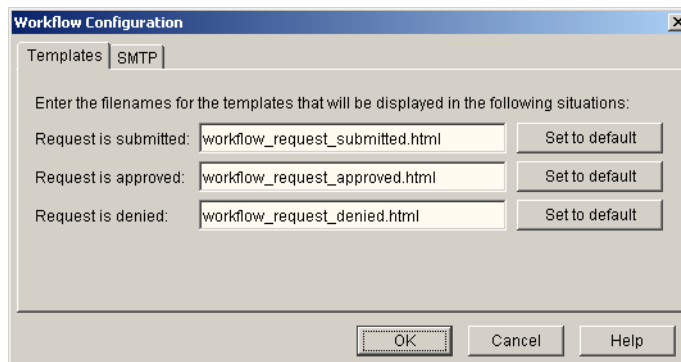 Workflow Configuration
Templates SMTP
Enter the filenames for the templates that will be displayed in the following situations:
Request is submitted: workflow_request_submitted.html Set to default
Request is approved: workflow_request_approved.html Set to default
Request is denied: workflow_request_denied.html Set to default
OK Cancel Help